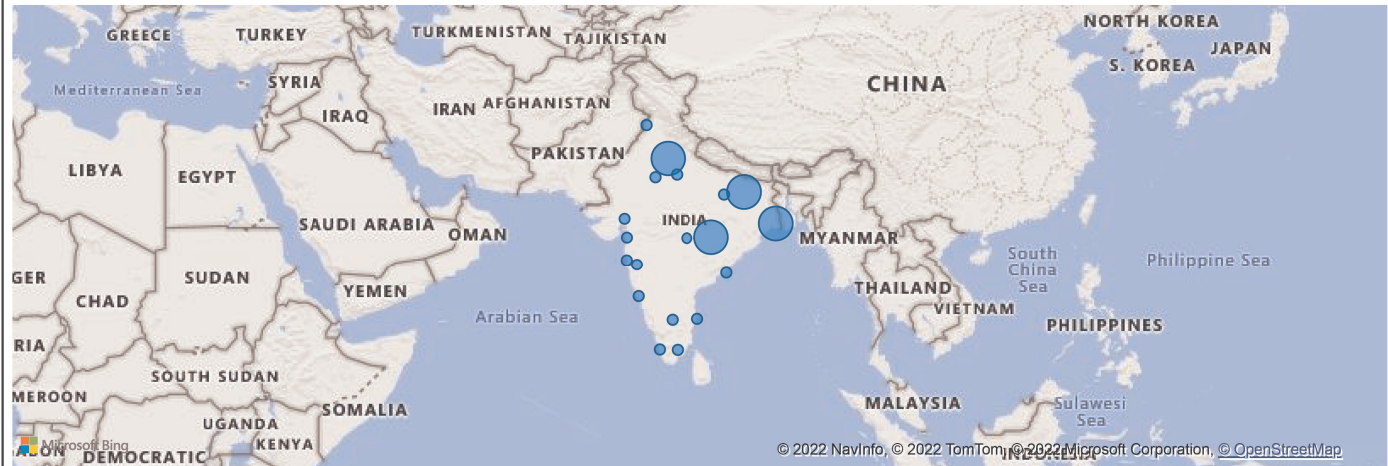 NORTH KOREA
GREECE
TURKEY
TURKMENISTAN
TAJIKISTAN
JAPAN
S. KOREA
SYRIA
CHINA
Mediterranean Sea
IRAN
AFGHANISTAN
IRAQ
PAKISTAN
LIBYA
EGYPT
INDIA
SAUDI ARABIA
OMAN
MYANMAR
South
China
Sea
Philippine Sea
GER
SUDAN
CHAD
YEMEN
THAILAND
VIETNAM
Arabian Sea
PHILIPPINES
RIA
SOUTH SUDAN
MEROON
SOMALIA
MALAYSIA
Sulawesi
Sea
UGANDA
KENYA
Microsoft Bing
ABON
DEMOCRATIC
INDONESIA
© 2022 NavInfo, © 2022 TomTom, © 2022 Microsoft Corporation, © OpenStreetMap